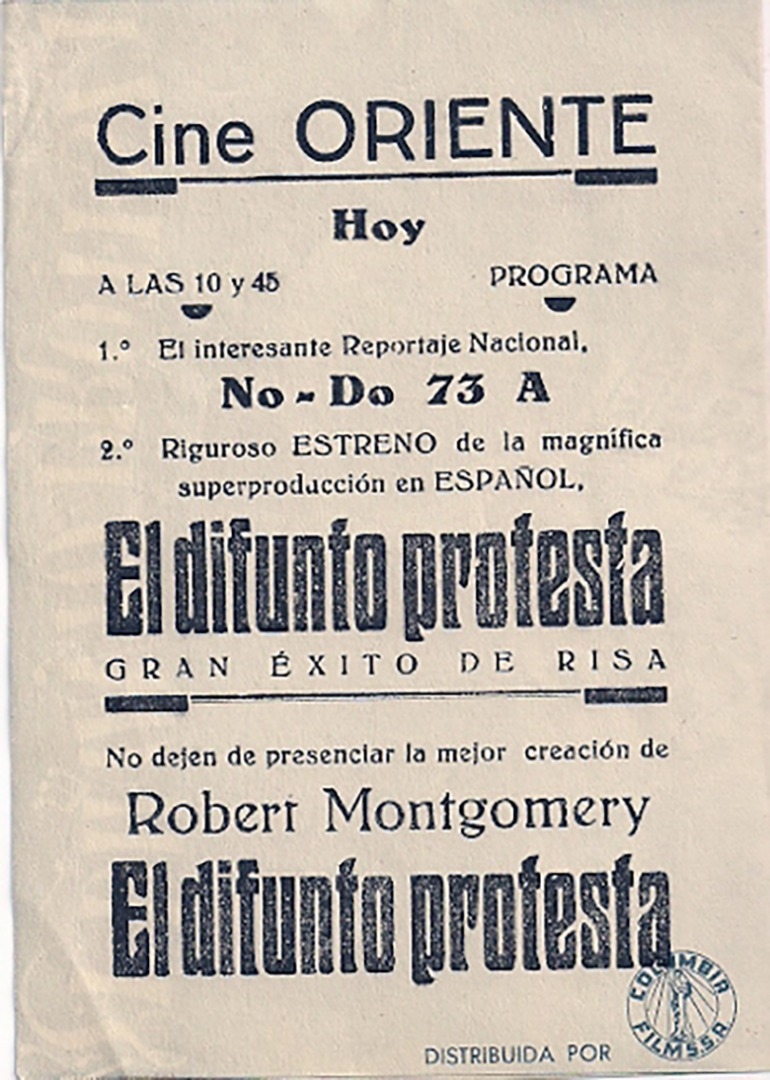 Cine ORIENTE
Hoy
A LAS 10 y 45 PROGRAMA
1.º El interesante Reportaje Nacional,
No-Do 73 A
2.º Riguroso ESTRENO de la magnífica
superproducción en ESPAÑOL,
El difunto protesta
GRAN ÉXITO DE RISA
No dejen de presenciar la mejor creación de
Robert Montgomery
El difunto protesta
DISTRIBUIDA POR
COLUMBIA
FILMS S.A.